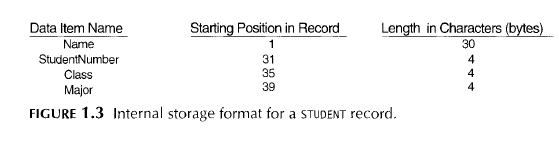 Data Item Name Starting Position in Record Length in Characters (bytes)
Name 1 30
StudentNumber 31 4
Class 35 4
Major 39 4
FIGURE 1.3 Internal storage format for a STUDENT record.